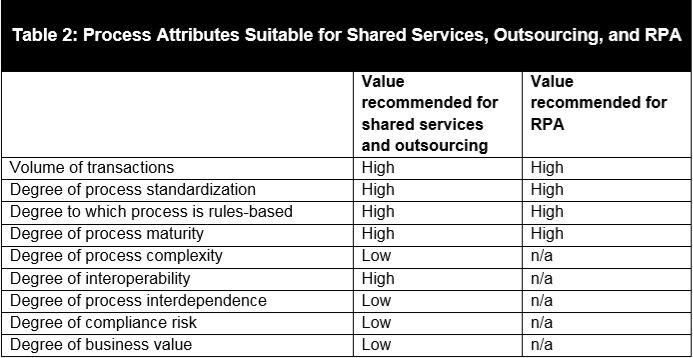 Table 2: Process Attributes Suitable for Shared Services, Outsourcing, and RPA
Value recommended for shared services and outsourcing
Value recommended for RPA
Volume of transactions High High
Degree of process standardization High High
Degree to which process is rules-based High High
Degree of process maturity High High
Degree of process complexity Low n/a
Degree of interoperability High n/a
Degree of process interdependence Low n/a
Degree of compliance risk Low n/a
Degree of business value Low n/a